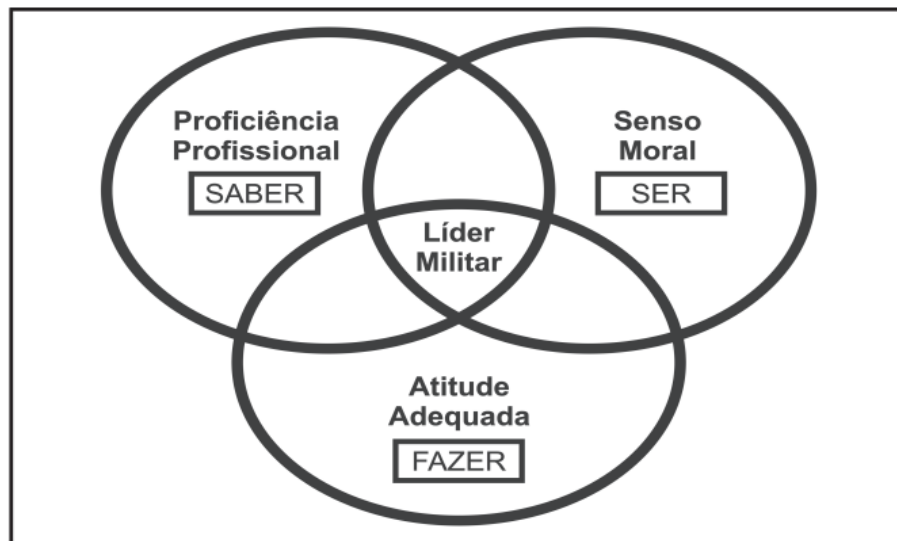 Proficiência
Profissional
SABER
Senso
Moral
SER
Líder
Militar
Atitude
Adequada
FAZER